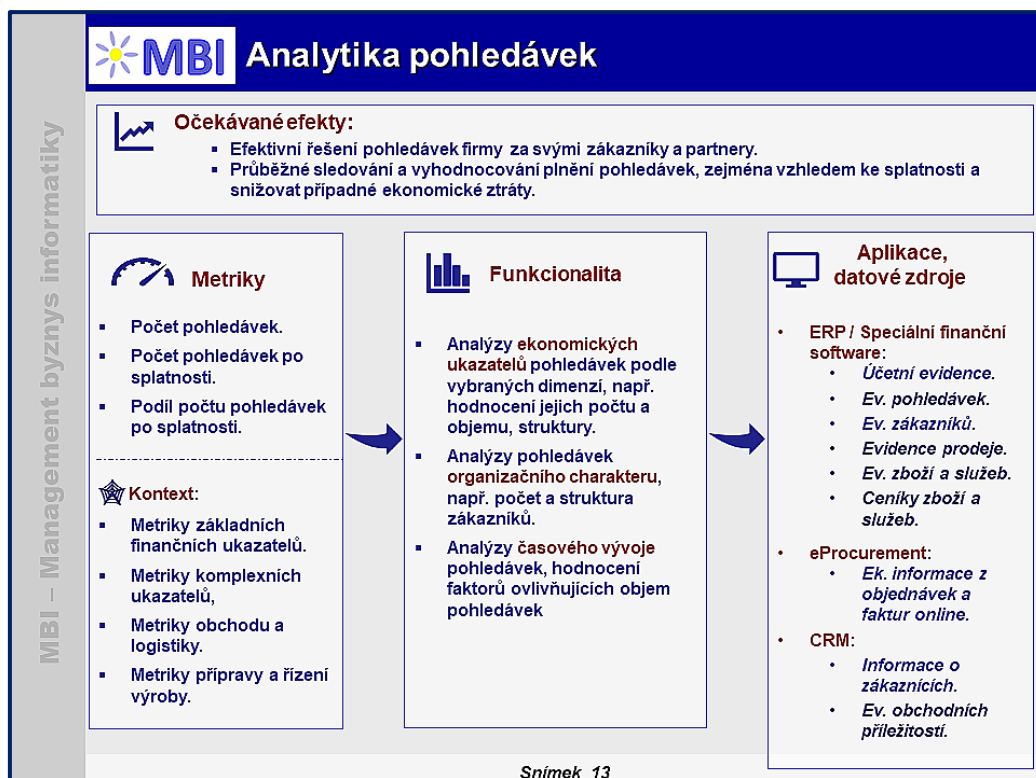 MBI
Analytika pohledávek
MBI – Management byznys informatiky
Očekávané efekty:
▪ Efektivní řešení pohledávek firmy za svými zákazníky a partnery.
▪ Průběžné sledování a vyhodnocování plnění pohledávek, zejména vzhledem ke splatnosti a
snižovat případné ekonomické ztráty.
Metriky
▪ Počet pohledávek.
▪ Počet pohledávek po
splatnosti.
▪ Podíl počtu pohledávek
po splatnosti.
Kontext:
▪ Metriky základních
finančních ukazatelů.
▪ Metriky komplexních
ukazatelů,
▪ Metriky obchodu a
logistiky.
▪ Metriky přípravy a řízení
výroby.
Funkcionalita
▪ Analýzy ekonomických
ukazatelů pohledávek podle
vybraných dimenzí, např.
hodnocení jejich počtu a
objemu, struktury.
▪ Analýzy pohledávek
organizačního charakteru,
např. počet a struktura
zákazníků.
▪ Analýzy časového vývoje
pohledávek, hodnocení
faktorů ovlivňujících objem
pohledávek
Aplikace,
datové zdroje
• ERP / Speciální finanční
software:
• Účetní evidence.
• Ev. pohledávek.
• Ev. zákazníků.
• Evidence prodeje.
• Ev. zboží a služeb.
• Ceníky zboží a
služeb.
• eProcurement:
• Ek. informace z
objednávek a
faktur online.
• CRM:
• Informace o
zákaznících.
• Ev. obchodních
příležitostí.
Snímek 13